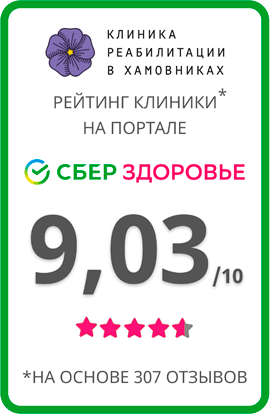 КЛИНИКА
РЕАБИЛИТАЦИИ
В ХАМОВНИКАХ
РЕЙТИНГ КЛИНИКИ*
НА ПОРТАЛЕ
СБЕР ЗДОРОВЬЕ
9,03/10
*НА ОСНОВЕ 307 ОТЗЫВОВ